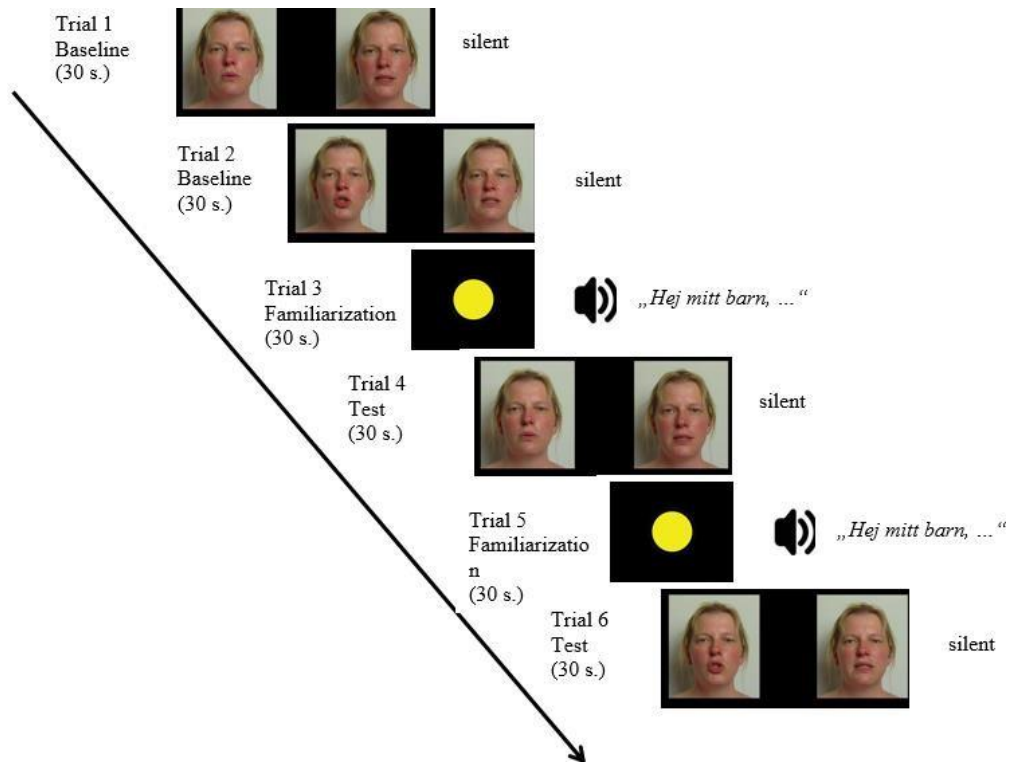 Trial 1
Baseline
(30 s.)
silent
Trial 2
Baseline
(30 s.)
silent
Trial 3
Familiarization
(30 s.)
„Hej mitt barn, …“
Trial 4
Test
(30 s.)
silent
Trial 5
Familiarizatio
n
(30 s.)
„Hej mitt barn, …“
Trial 6
Test
(30 s.)
silent